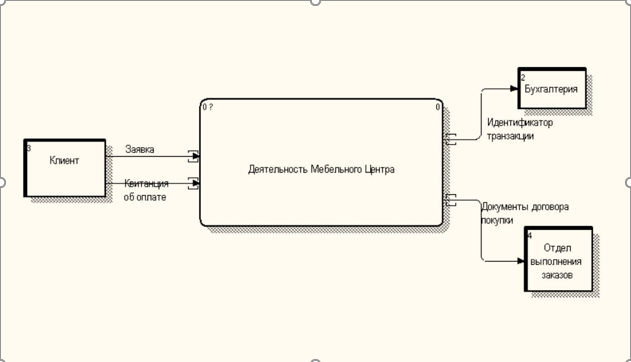 2
Бухгалтерия
0 ?
0
Идентификатор
транзакции
3
Клиент
Заявка
Квитанция
об оплате
Деятельность Мебельного Центра
Документы договора
покупки
4
Отдел
выполнения
заказов